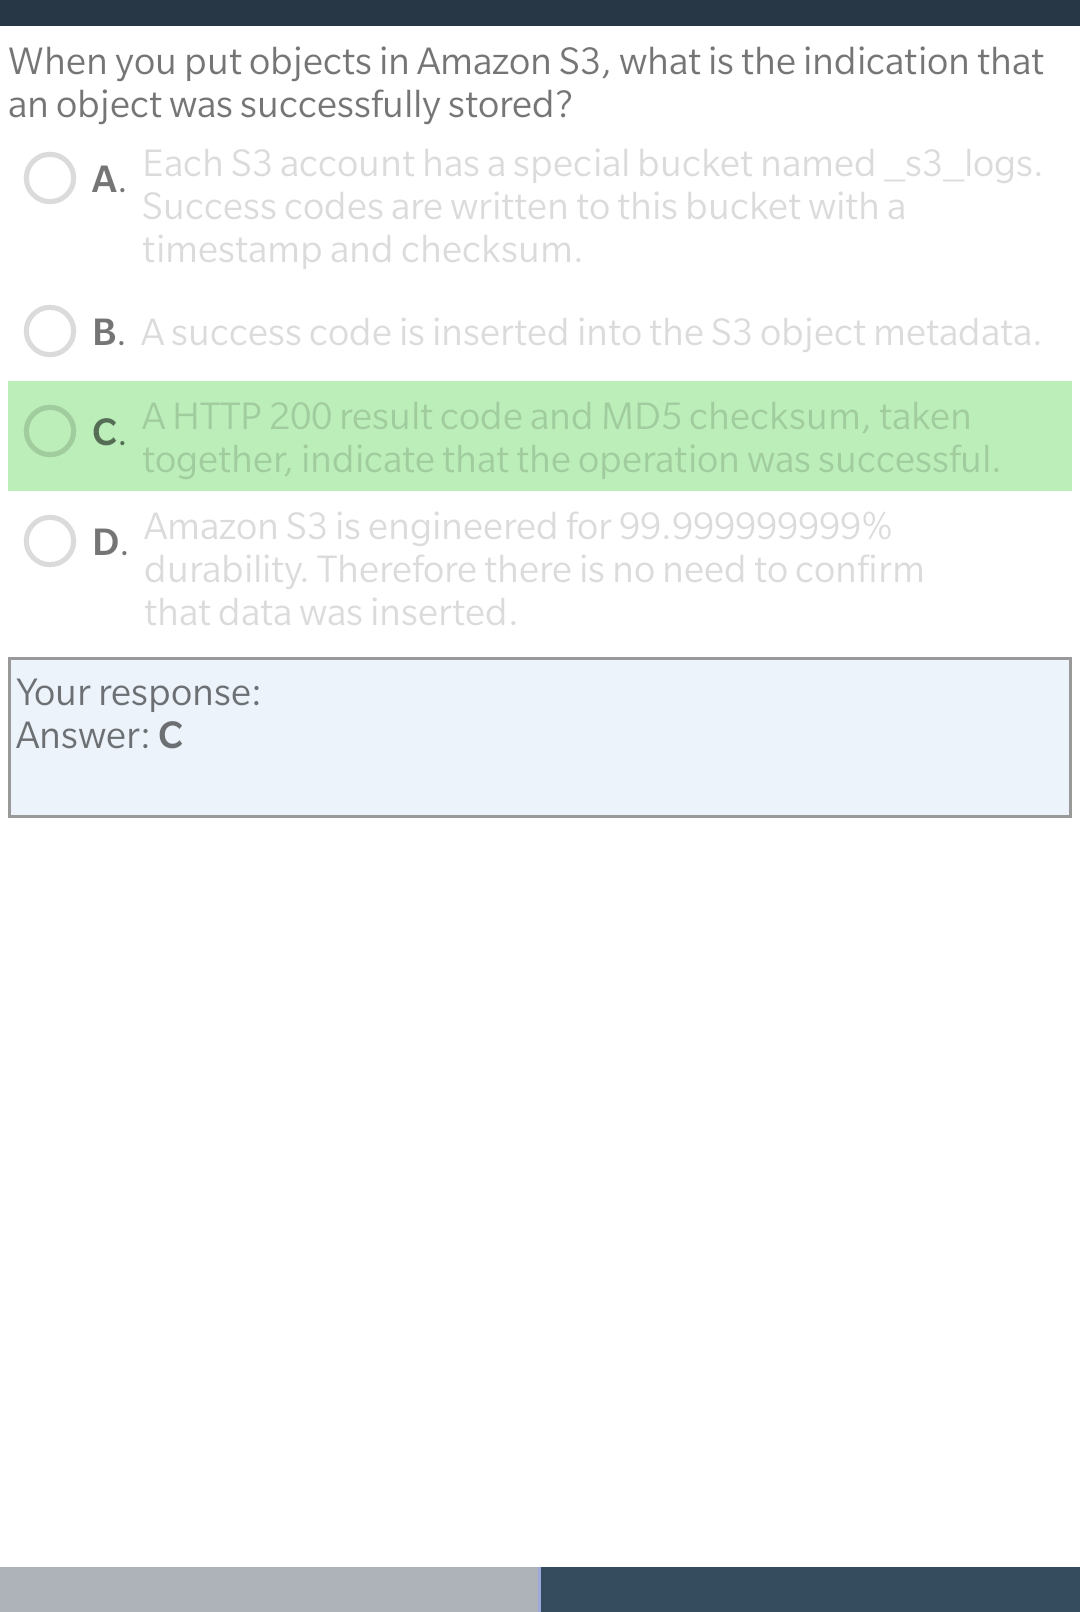 When you put objects in Amazon S3, what is the indication that
an object was successfully stored?
A. Each S3 account has a special bucket named _s3_logs.
Success codes are written to this bucket with a
timestamp and checksum.
B. A success code is inserted into the S3 object metadata.
C. A HTTP 200 result code and MD5 checksum, taken
together, indicate that the operation was successful.
D. Amazon S3 is engineered for 99.999999999%
durability. Therefore there is no need to confirm
that data was inserted.
Your response:
Answer: C